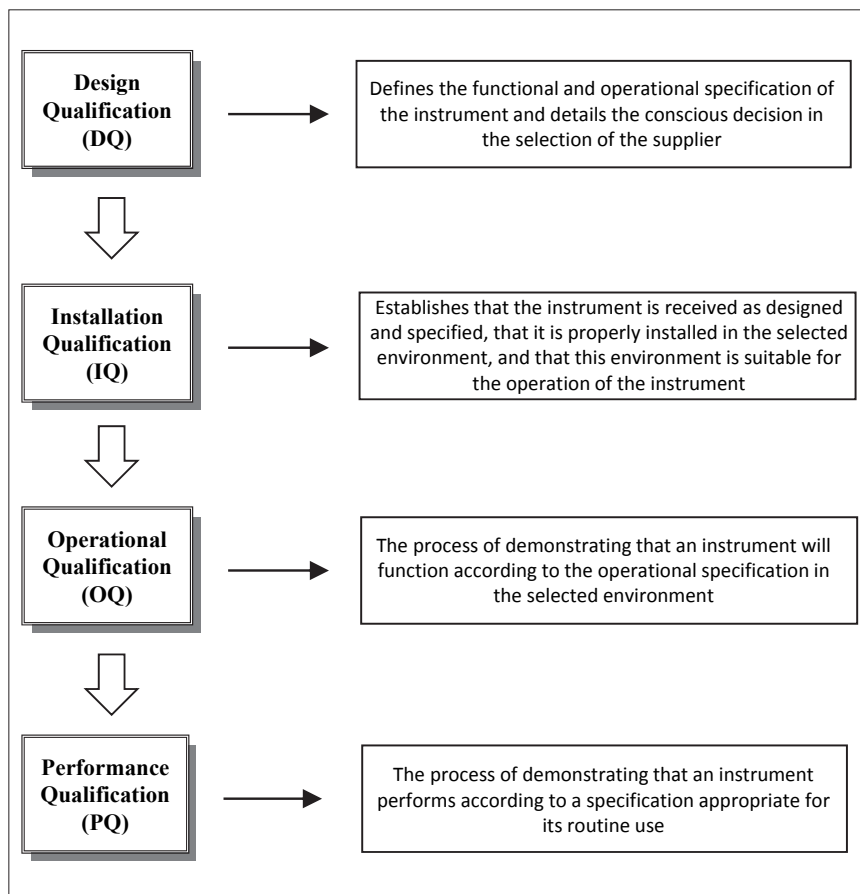 Design
Qualification
(DQ)
Defines the functional and operational specification of
the instrument and details the conscious decision in
the selection of the supplier
Installation
Qualification
(IQ)
Establishes that the instrument is received as designed
and specified, that it is properly installed in the selected
environment, and that this environment is suitable for
the operation of the instrument
Operational
Qualification
(OQ)
The process of demonstrating that an instrument will
function according to the operational specification in
the selected environment
Performance
Qualification
(PQ)
The process of demonstrating that an instrument
performs according to a specification appropriate for
its routine use